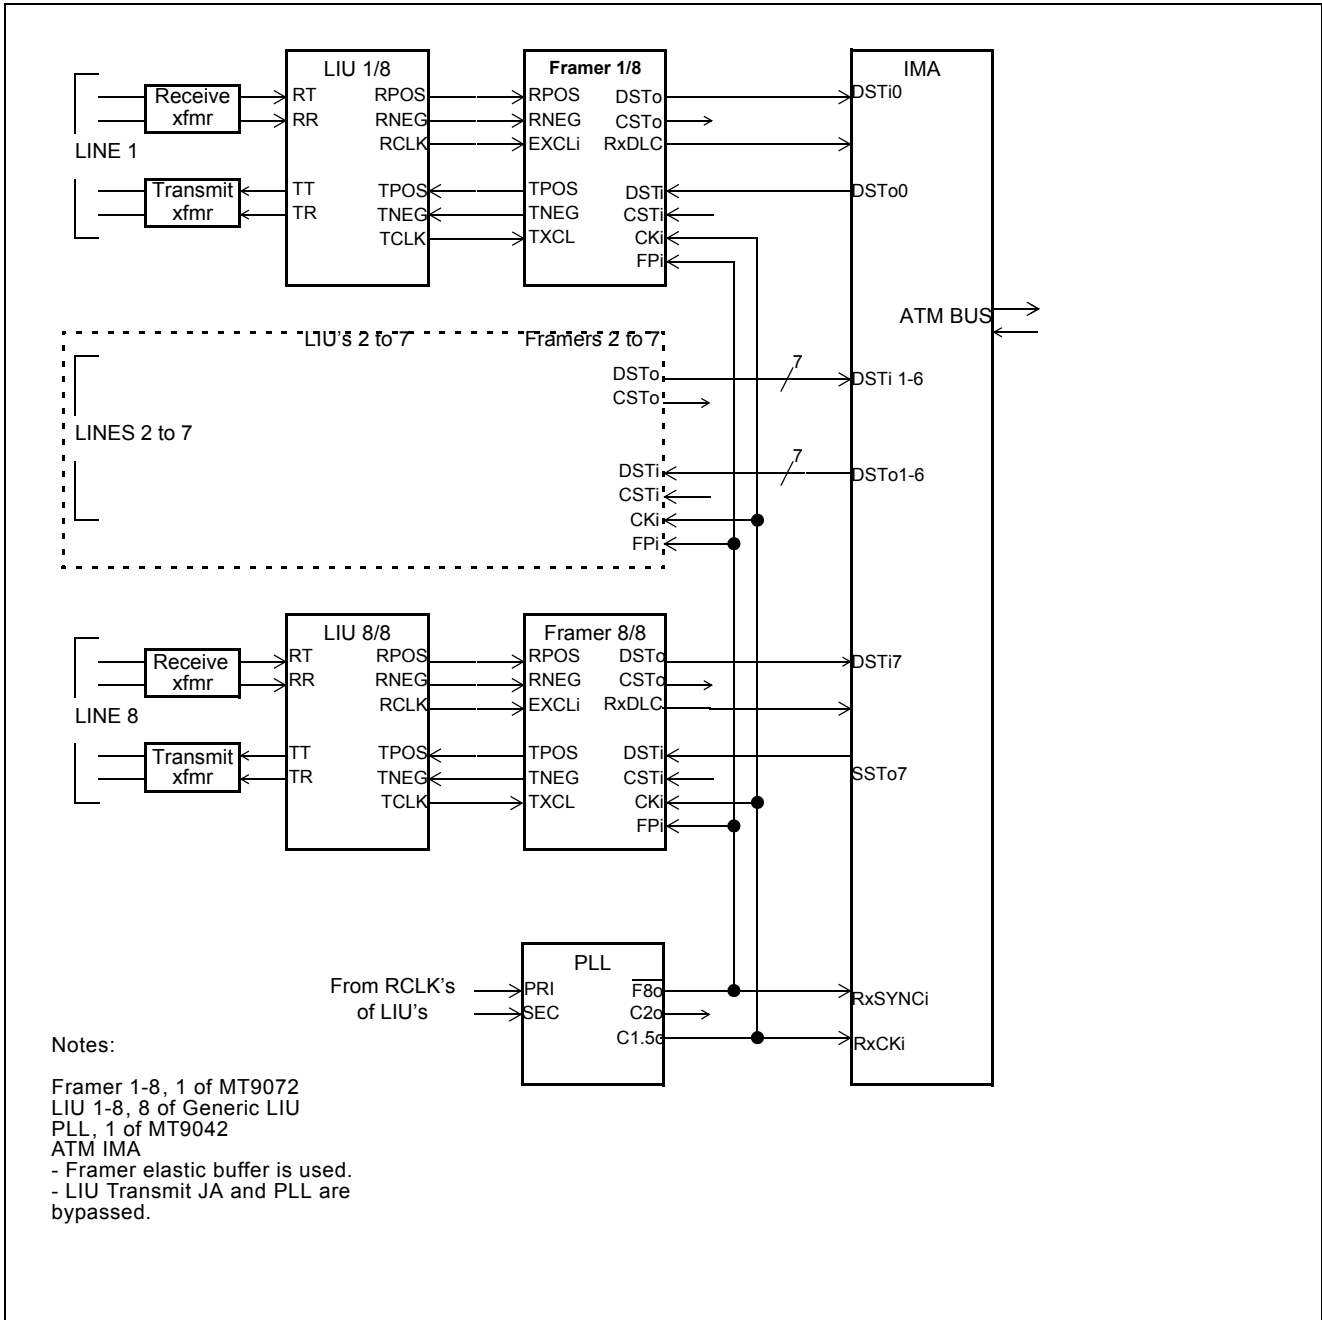 LIU 1/8
Framer 1/8
IMA
Receive
xfmr
RT
RR
RPOS
RNEG
RCLK
RPOS
RNEG
EXCLi
DSTo
CSTo
RxDLC
DSTi0
LINE 1
Transmit
xfmr
TT
TR
TPOS
TNEG
TCLK
TPOS
TNEG
TXCL
DSTi
CSTi
CKi
FPi
DSTo0
ATM BUS
LIU's 2 to 7
Framers 2 to 7
DSTo
CSTo
7
DSTi 1-6
LINES 2 to 7
DSTi
CSTi
CKi
FPi
7
DSTo1-6
LIU 8/8
Framer 8/8
Receive
xfmr
RT
RR
RPOS
RNEG
RCLK
RPOS
RNEG
EXCLi
DSTo
CSTo
RxDLC
DSTi7
LINE 8
Transmit
xfmr
TT
TR
TPOS
TNEG
TCLK
TPOS
TNEG
TXCL
DSTi
CSTi
CKi
FPi
SSTo7
PLL
From RCLK's
of LIU's
PRI
SEC
F8o
C2o
C1.5o
RxSYNCi
RxCKi
Notes:
Framer 1-8, 1 of MT9072
LIU 1-8, 8 of Generic LIU
PLL, 1 of MT9042
ATM IMA
- Framer elastic buffer is used.
- LIU Transmit JA and PLL are
bypassed.